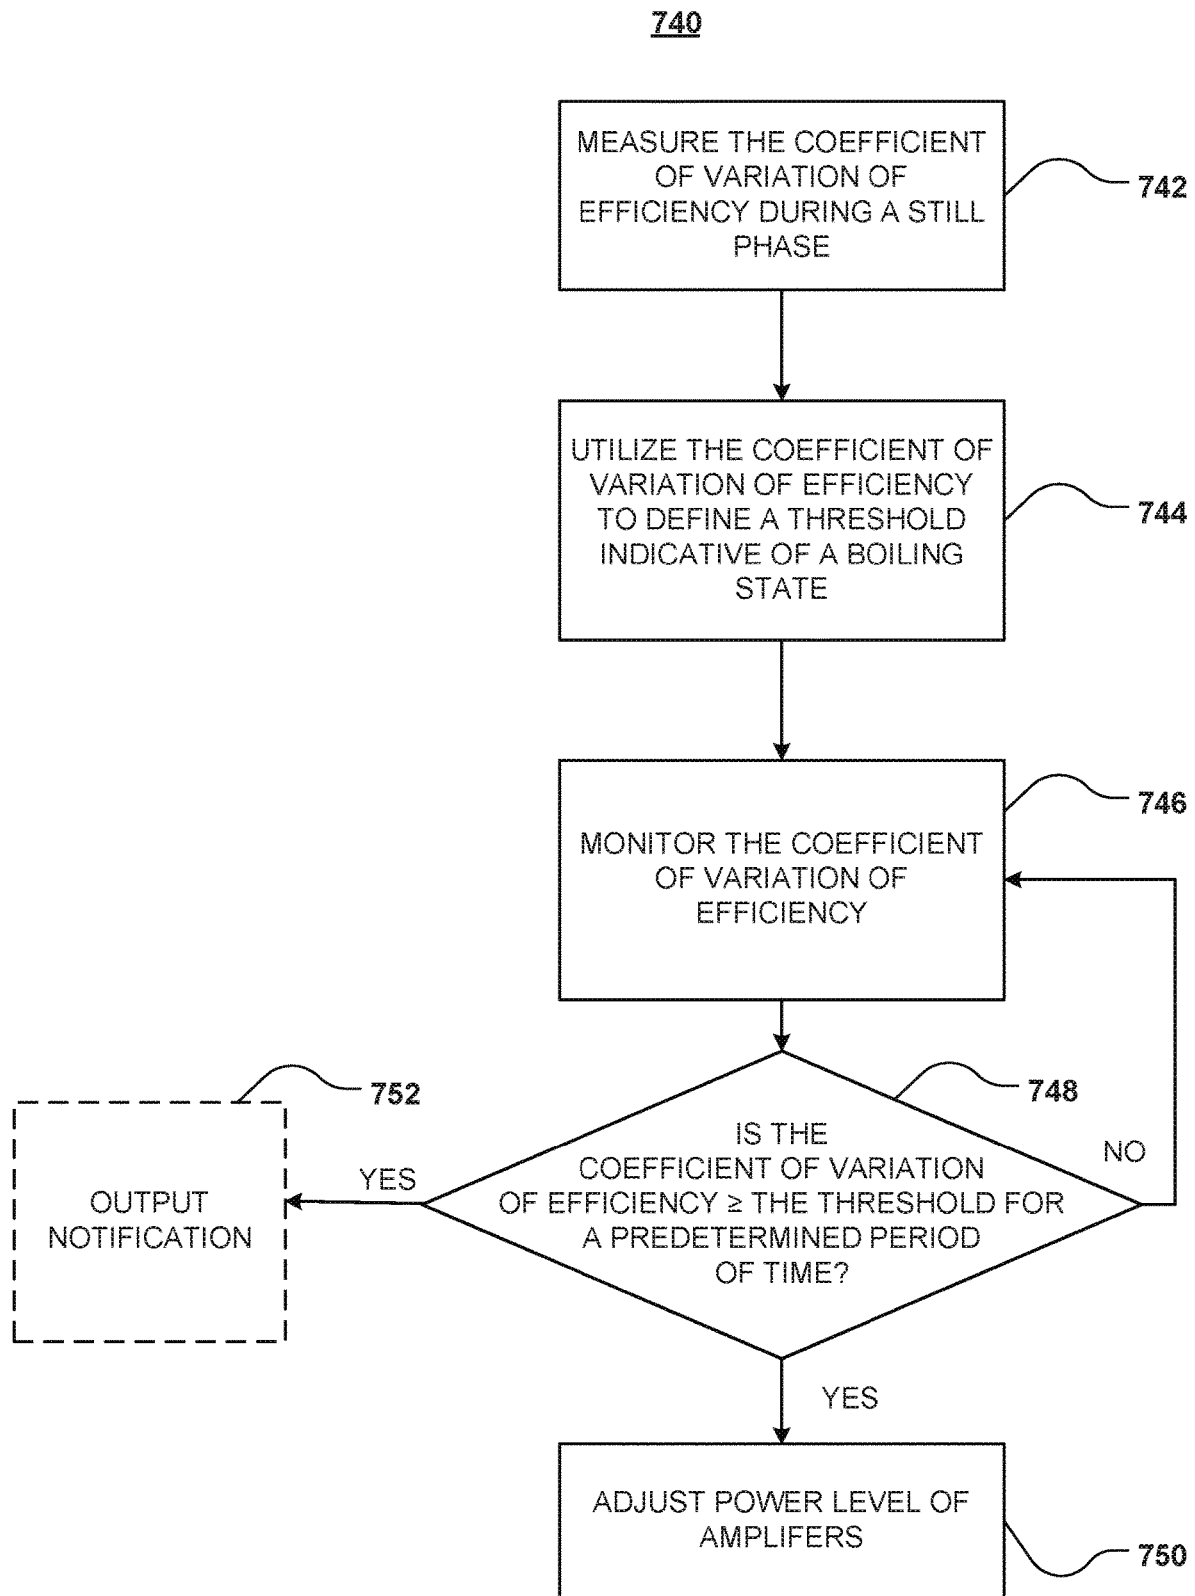 740
MEASURE THE COEFFICIENT
OF VARIATION OF
EFFICIENCY DURING A STILL
PHASE
742
UTILIZE THE COEFFICIENT OF
VARIATION OF EFFICIENCY
TO DEFINE A THRESHOLD
INDICATIVE OF A BOILING
STATE
744
746
MONITOR THE COEFFICIENT
OF VARIATION OF
EFFICIENCY
752
748
IS THE
COEFFICIENT OF VARIATION
OF EFFICIENCY ≥ THE THRESHOLD FOR
A PREDETERMINED PERIOD
OF TIME?
NO
YES
OUTPUT
NOTIFICATION
YES
ADJUST POWER LEVEL OF
AMPLIFERS
750